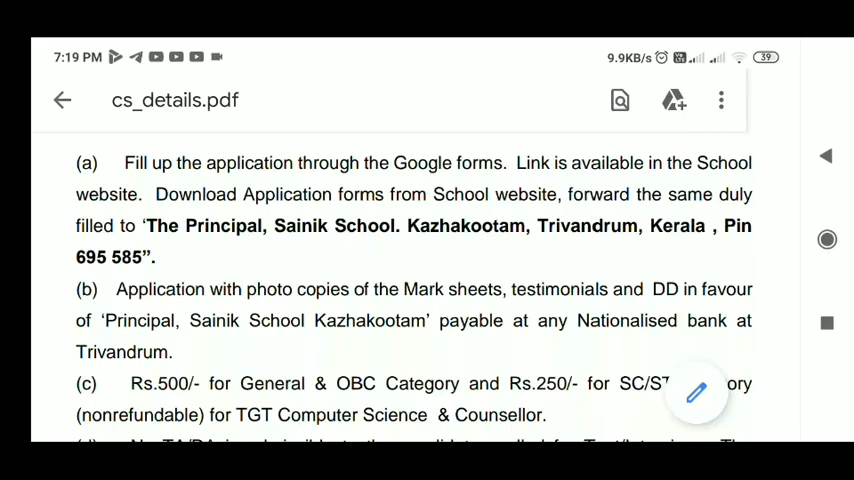 7:19 PM 9.9KB/s 39
cs_details.pdf
(a) Fill up the application through the Google forms. Link is available in the School
website. Download Application forms from School website, forward the same duly
filled to ‘The Principal, Sainik School. Kazhakootam, Trivandrum, Kerala , Pin
695 585”.
(b) Application with photo copies of the Mark sheets, testimonials and DD in favour
of ‘Principal, Sainik School Kazhakootam’ payable at any Nationalised bank at
Trivandrum.
(c) Rs.500/- for General & OBC Category and Rs.250/- for SC/ST
(nonrefundable) for TGT Computer Science & Counsellor.